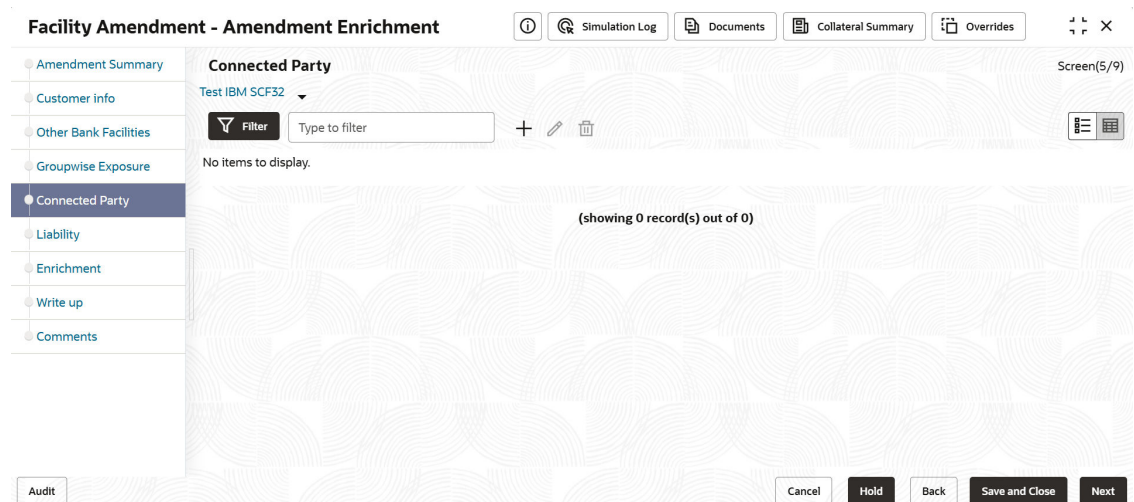 Facility Amendment - Amendment Enrichment
Simulation Log
Documents
Collateral Summary
Overrides
Amendment Summary
Customer info
Other Bank Facilities
Groupwise Exposure
Connected Party
Liability
Enrichment
Write up
Comments
Connected Party
Screen(5/9)
Test IBM SCF32
Filter
Type to filter
No items to display.
(showing 0 record(s) out of 0)
Audit
Cancel
Hold
Back
Save and Close
Next